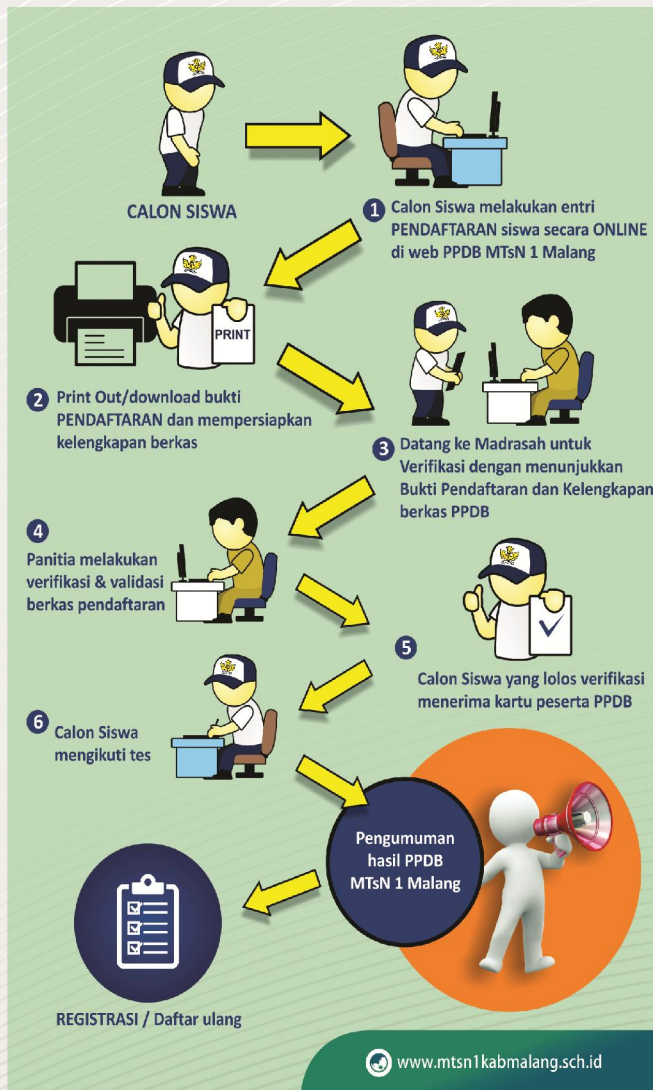 CALON SISWA
1 Calon Siswa melakukan entri
PENDAFTARAN siswa secara ONLINE
di web PPDB MTsN 1 Malang
PRINT
2 Print Out/download bukti
PENDAFTARAN dan mempersiapkan
kelengkapan berkas
3 Datang ke Madrasah untuk
Verifikasi dengan menunjukkan
Bukti Pendaftaran dan Kelengkapan
berkas PPDB
4
Panitia melakukan
verifikasi & validasi
berkas pendaftaran
5
Calon Siswa yang lolos verifikasi
menerima kartu peserta PPDB
6 Calon Siswa
mengikuti tes
Pengumuman
hasil PPDB
MTsN 1 Malang
REGISTRASI / Daftar ulang
www.mtsn1kabmalang.sch.id